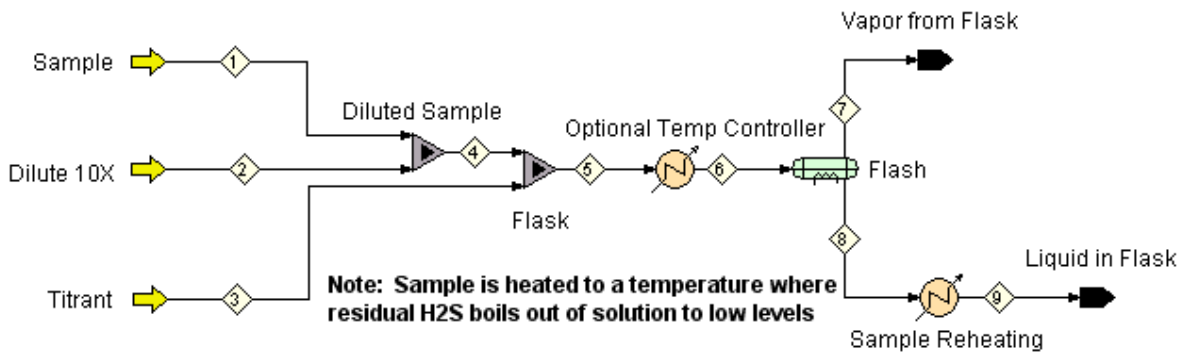 Vapor from Flask
Sample
1
Diluted Sample
Optional Temp Controller
7
Dilute 10X
2
4
5
6
Flash
Flask
8
Titrant
3
Note:  Sample is heated to a temperature where
residual H2S boils out of solution to low levels
Liquid in Flask
9
Sample Reheating